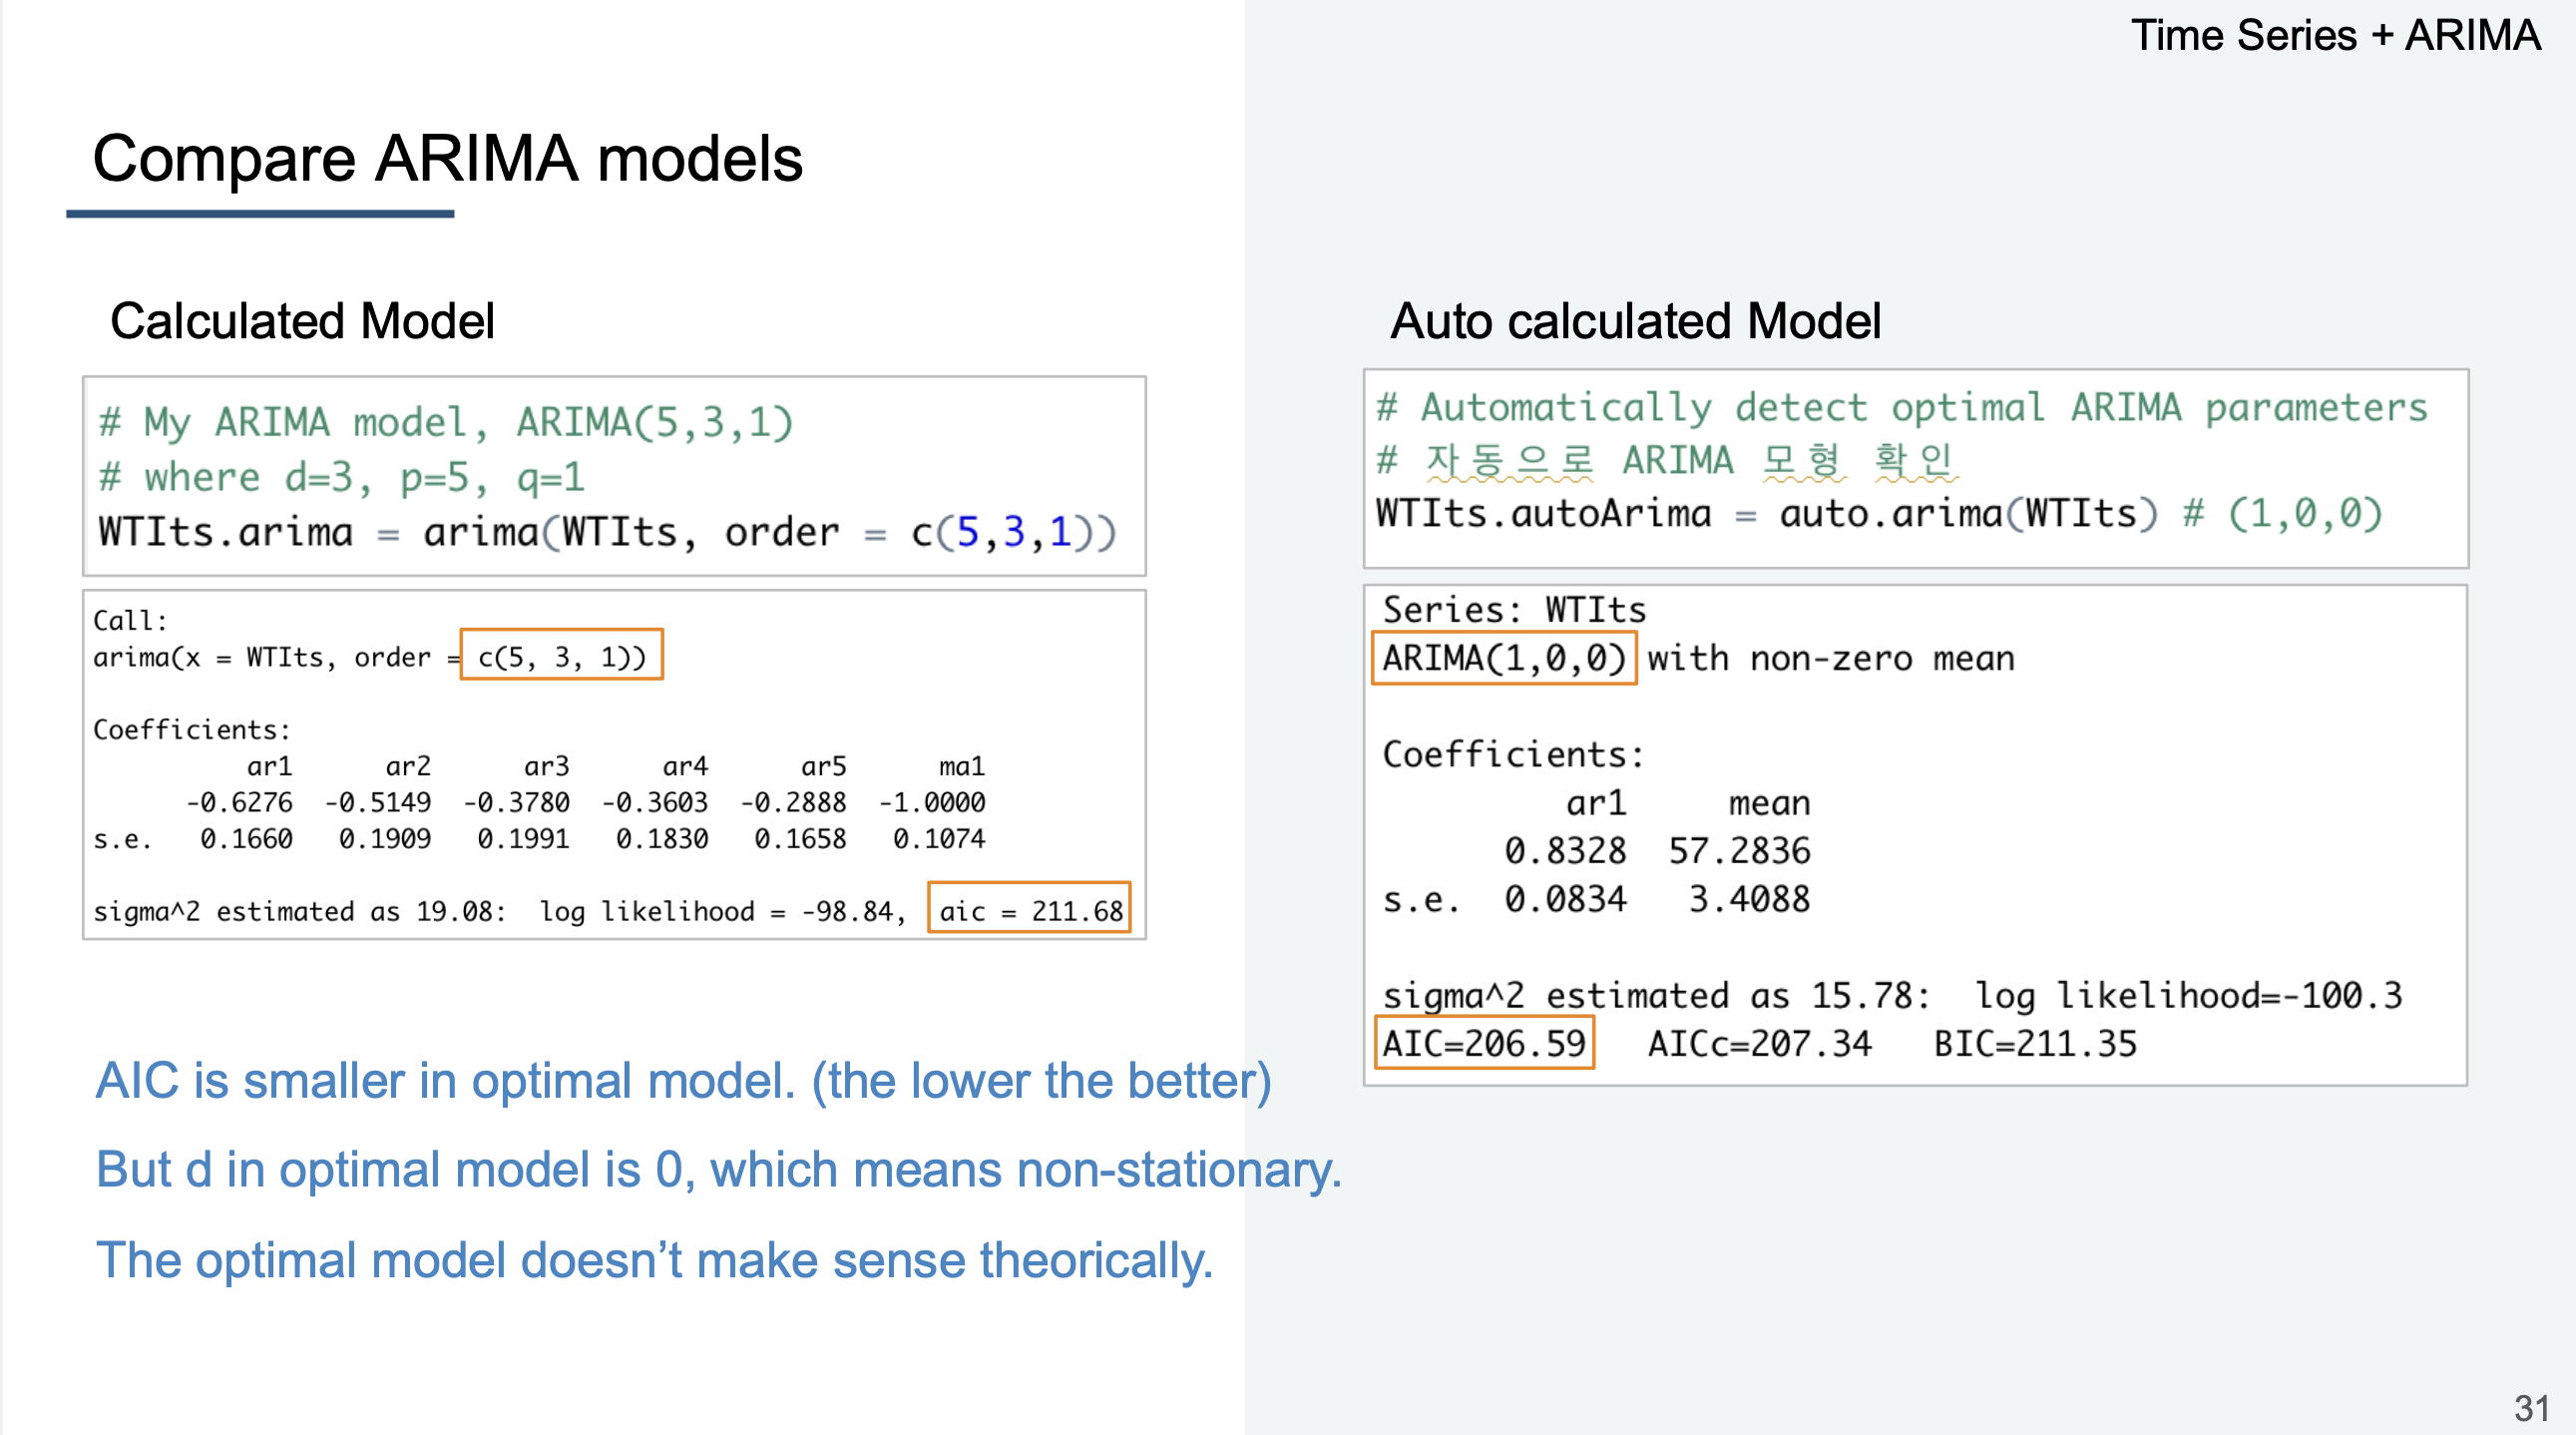 Time Series + ARIMA
Compare ARIMA models
Calculated Model
# My ARIMA model, ARIMA(5,3,1)
# where d=3, p=5, q=1
WTIts.arima = arima(WTIts, order = c(5,3,1))
Call:
arima(x = WTIts, order = c(5, 3, 1))
Coefficients:
ar1 ar2 ar3 ar4 ar5 ma1
-0.6276 -0.5149 -0.3780 -0.3603 -0.2888 -1.0000
s.e. 0.1660 0.1909 0.1991 0.1830 0.1658 0.1074
sigma^2 estimated as 19.08: log likelihood = -98.84, aic = 211.68
Auto calculated Model
# Automatically detect optimal ARIMA parameters
# 자동으로 ARIMA 모형 확인
WTIts.autoArima = auto.arima(WTIts) # (1,0,0)
Series: WTIts
ARIMA(1,0,0) with non-zero mean
Coefficients:
ar1 mean
0.8328 57.2836
s.e. 0.0834 3.4088
sigma^2 estimated as 15.78: log likelihood=-100.3
AIC=206.59 AICc=207.34 BIC=211.35
AIC is smaller in optimal model. (the lower the better)
But d in optimal model is 0, which means non-stationary.
The optimal model doesn’t make sense theorically.
31